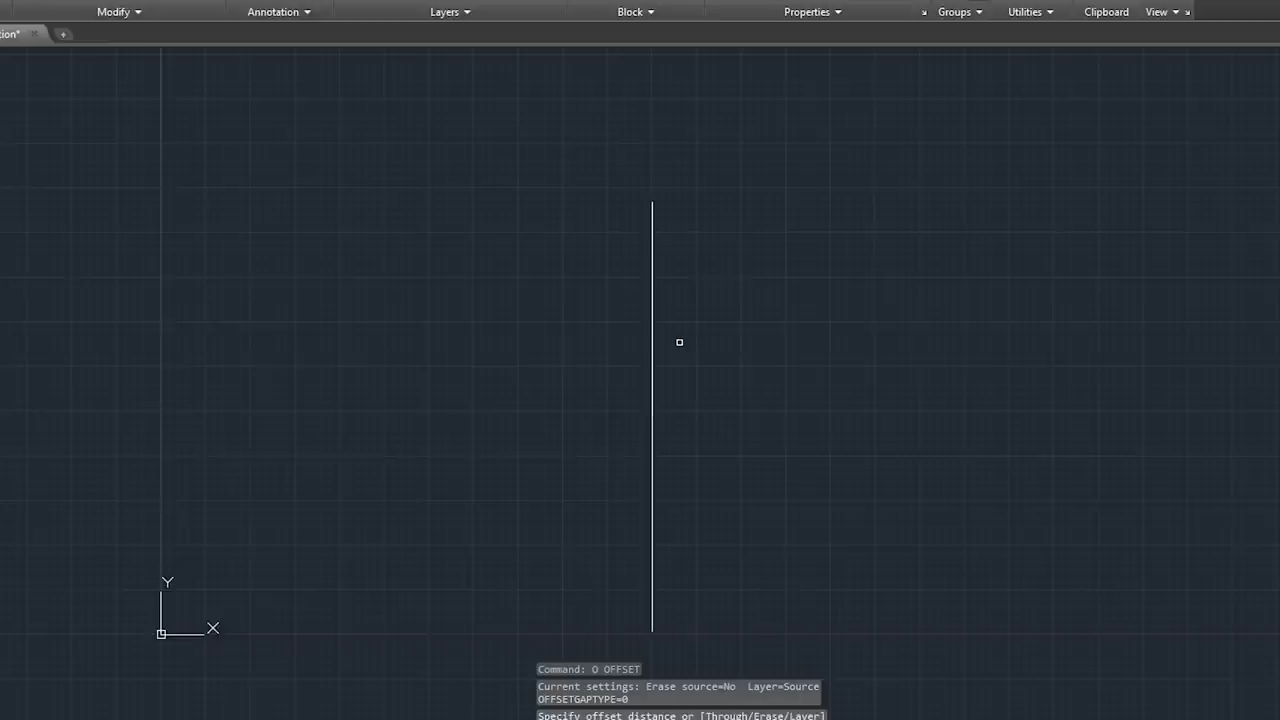 Modify Annotation Layers Block Properties Groups Utilities Clipboard View
tion*
Y
X
Command: O OFFSET
Current settings: Erase source=No Layer=Source
OFFSETGAPTYPE=0
Specify offset distance or [Through/Erase/Layer]